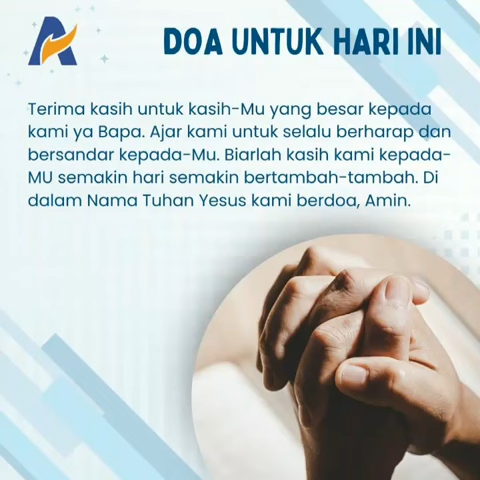 DOA UNTUK HARI INI
Terima kasih untuk kasih-Mu yang besar kepada
kami ya Bapa. Ajar kami untuk selalu berharap dan
bersandar kepada-Mu. Biarlah kasih kami kepada-
MU semakin hari semakin bertambah-tambah. Di
dalam Nama Tuhan Yesus kami berdoa, Amin.